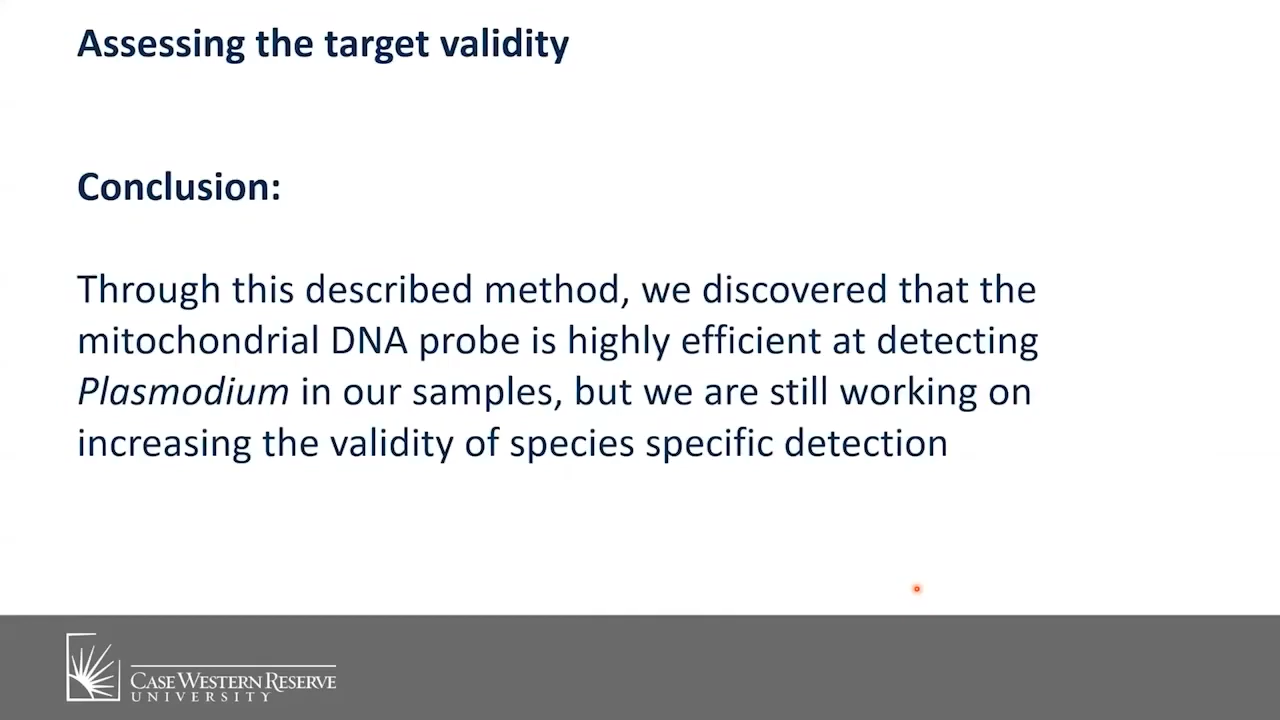 Assessing the target validity
Conclusion:
Through this described method, we discovered that the
mitochondrial DNA probe is highly efficient at detecting
Plasmodium in our samples, but we are still working on
increasing the validity of species specific detection
CASE WESTERN RESERVE
UNIVERSITY